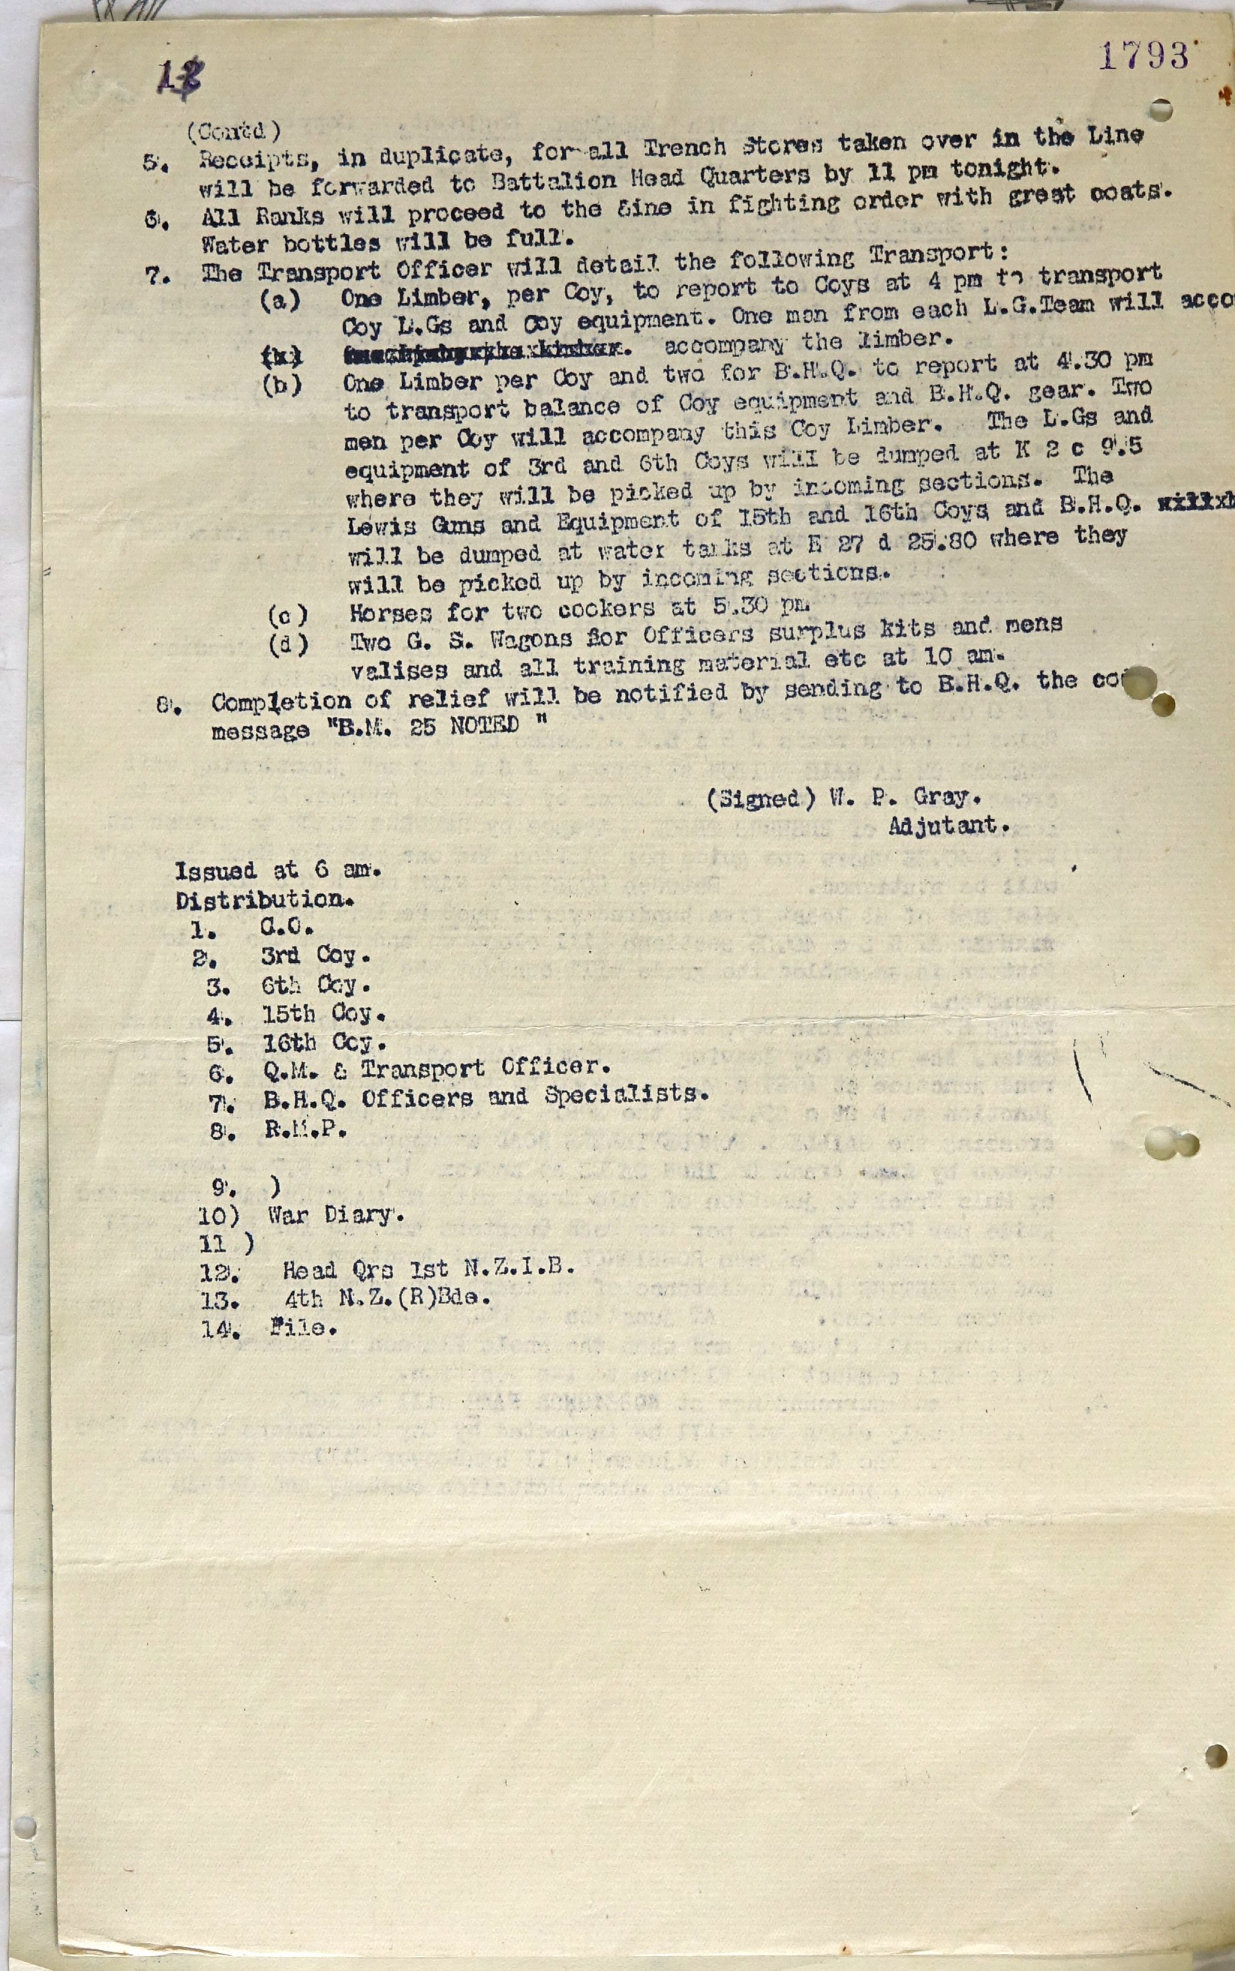 1793
(Contd)
5. Receipts, in duplicate, for all Trench Stores taken over in the Line
will be forwarded to Battalion Head Quarters by 11 pm tonight.
6. All Ranks will proceed to the &ine in fighting order with great coats.
Water bottles will be full.
7. The Transport Officer will detail the following Transport:
(a) One Limber, per Coy, to report to Coys at 4 pm to transport
Coy L.Gs and Coy equipment. One man from each L.G.Team will acco
accompany the limber.
(b) One Limber per Coy and two for B.H.Q. to report at 4.30 pm
to transport balance of Coy equipment and B.H.Q. gear. Two
men per Coy will accompany this Coy Limber. The L.Gs and
equipment of 3rd and 6th Coys will be dumped at K 2 c 9.5
where they will be picked up by incoming sections. The
Lewis Guns and Equipment of 15th and 16th Coys and B.H.Q. willxb
will be dumped at water tanks at E 27 d 25.80 where they
will be picked up by incoming sections.
(c) Horses for two cookers at 5.30 pm
(d) Two G. S. Wagons for Officers surplus kits and mens
valises and all training material etc at 10 am.
8. Completion of relief will be notified by sending to B.H.Q. the co
message "B.M. 25 NOTED "
(Signed) W. P. Gray.
Adjutant.
Issued at 6 am.
Distribution.
1. C.O.
2. 3rd Coy.
3. 6th Coy.
4. 15th Coy.
5. 16th Coy.
6. Q.M. & Transport Officer.
7. B.H.Q. Officers and Specialists.
8. R.M.P.
9. )
10) War Diary.
11 )
12. Head Qrs 1st N.Z.I.B.
13. 4th N.Z.(R)Bde.
14. File.